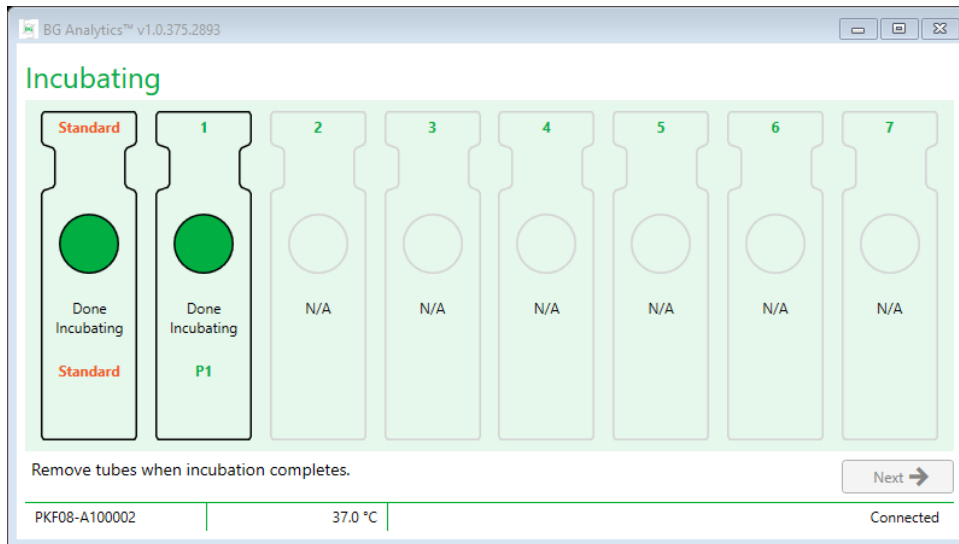 BG Analytics™ v1.0.375.2893
Incubating
Standard 1 2 3 4 5 6 7
Done Done N/A N/A N/A N/A N/A N/A
Incubating Incubating
Standard P1
Remove tubes when incubation completes.
Next
PKF08-A100002 37.0 °C Connected